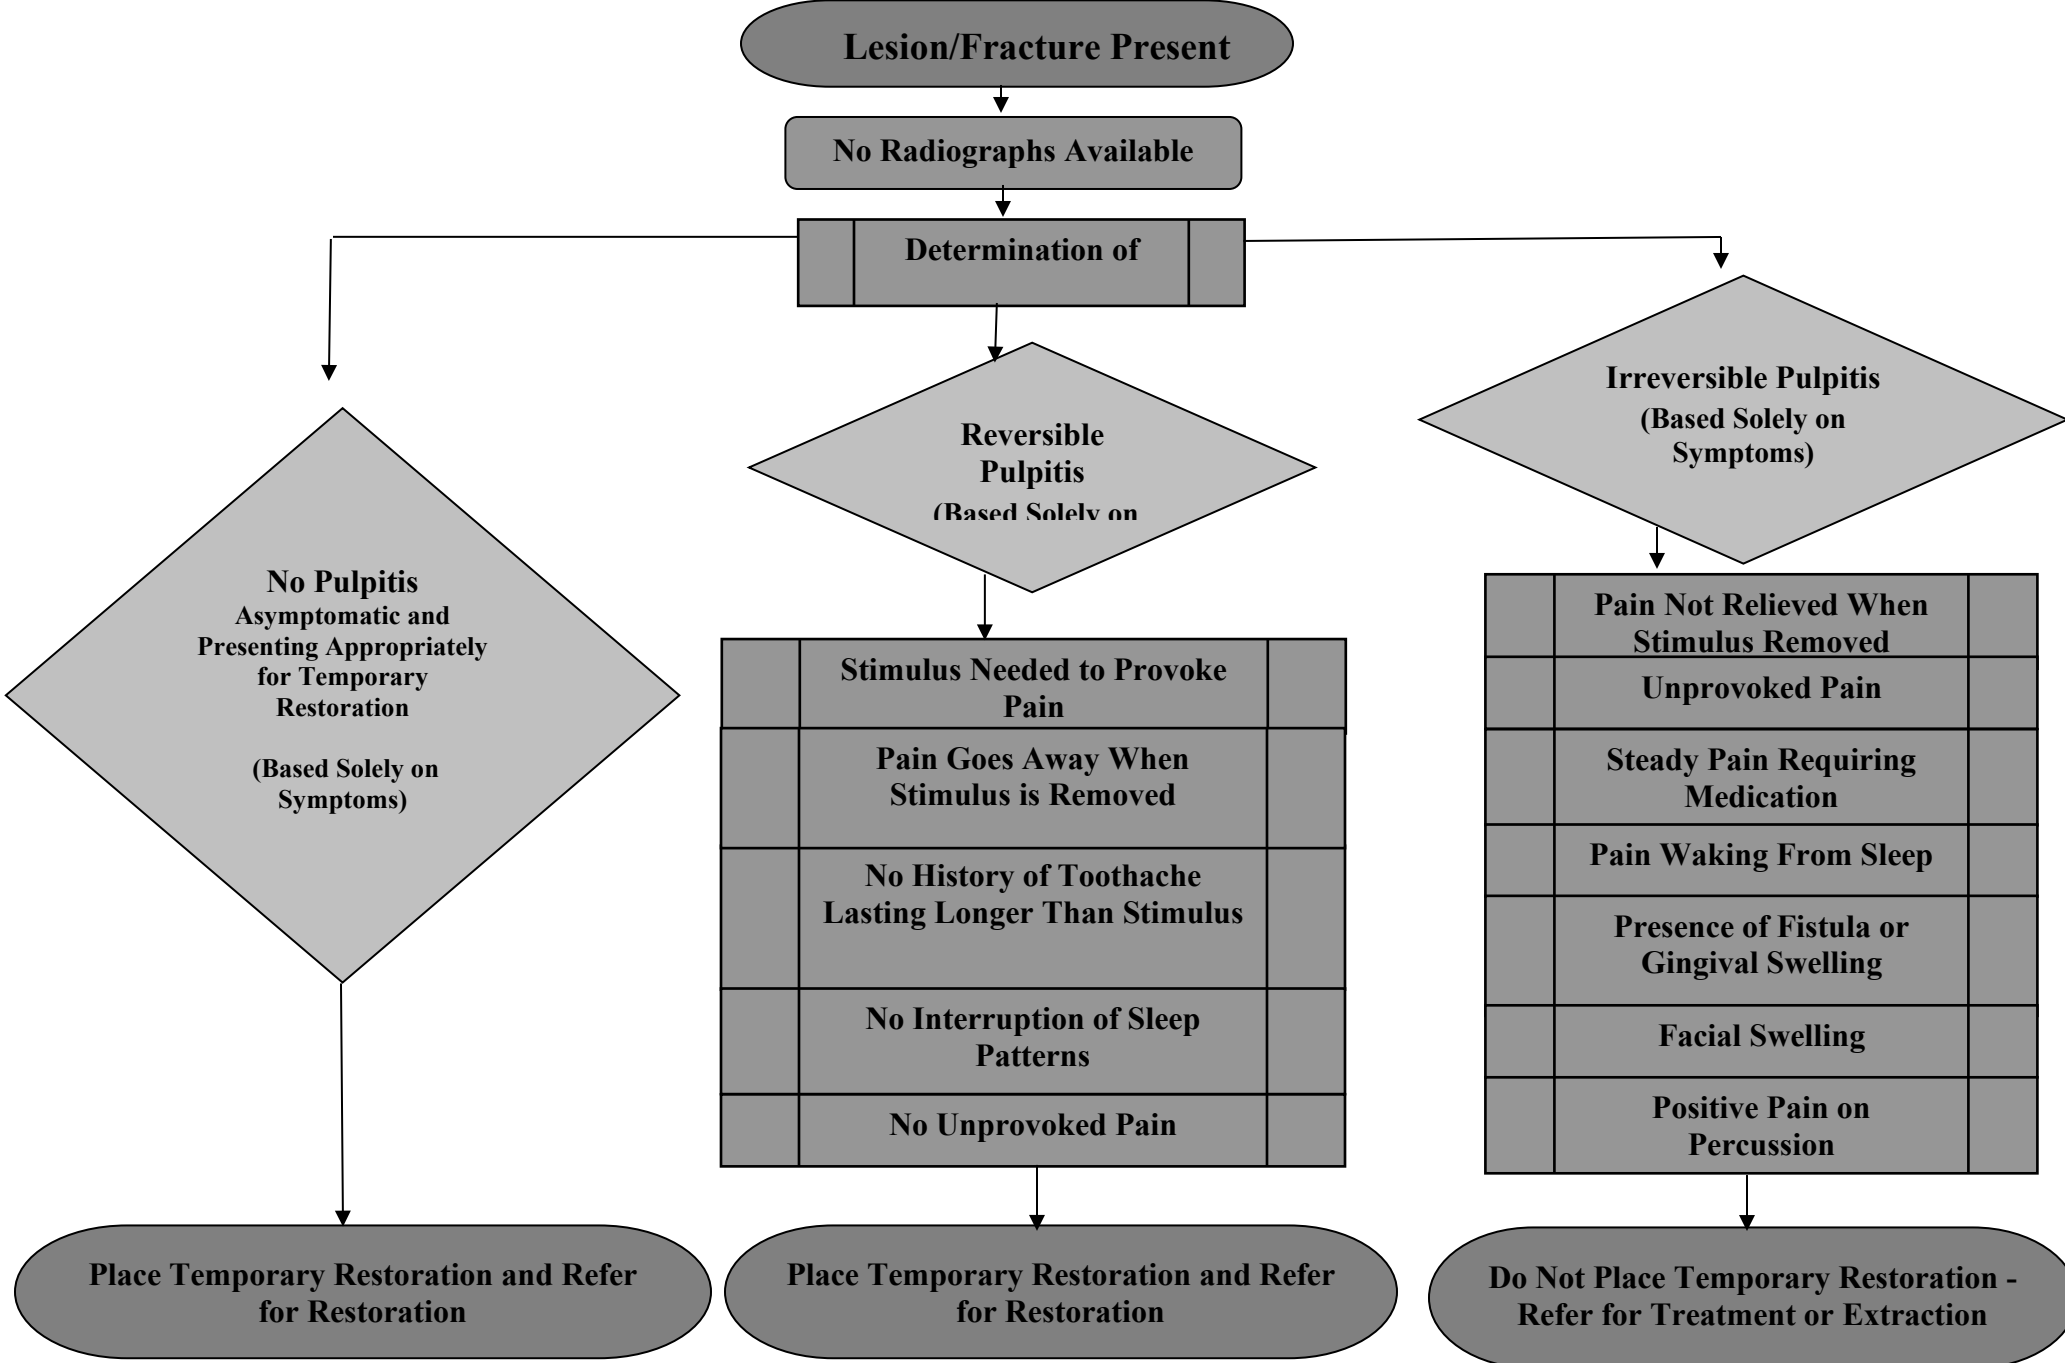 Lesion/Fracture Present
No Radiographs Available
Determination of
No Pulpitis
Asymptomatic and
Presenting Appropriately
for Temporary
Restoration
(Based Solely on
Symptoms)
Place Temporary Restoration and Refer
for Restoration
Reversible
Pulpitis
(Based Solely on
Stimulus Needed to Provoke
Pain
Pain Goes Away When
Stimulus is Removed
No History of Toothache
Lasting Longer Than Stimulus
No Interruption of Sleep
Patterns
No Unprovoked Pain
Place Temporary Restoration and Refer
for Restoration
Irreversible Pulpitis
(Based Solely on
Symptoms)
Pain Not Relieved When
Stimulus Removed
Unprovoked Pain
Steady Pain Requiring
Medication
Pain Waking From Sleep
Presence of Fistula or
Gingival Swelling
Facial Swelling
Positive Pain on
Percussion
Do Not Place Temporary Restoration -
Refer for Treatment or Extraction